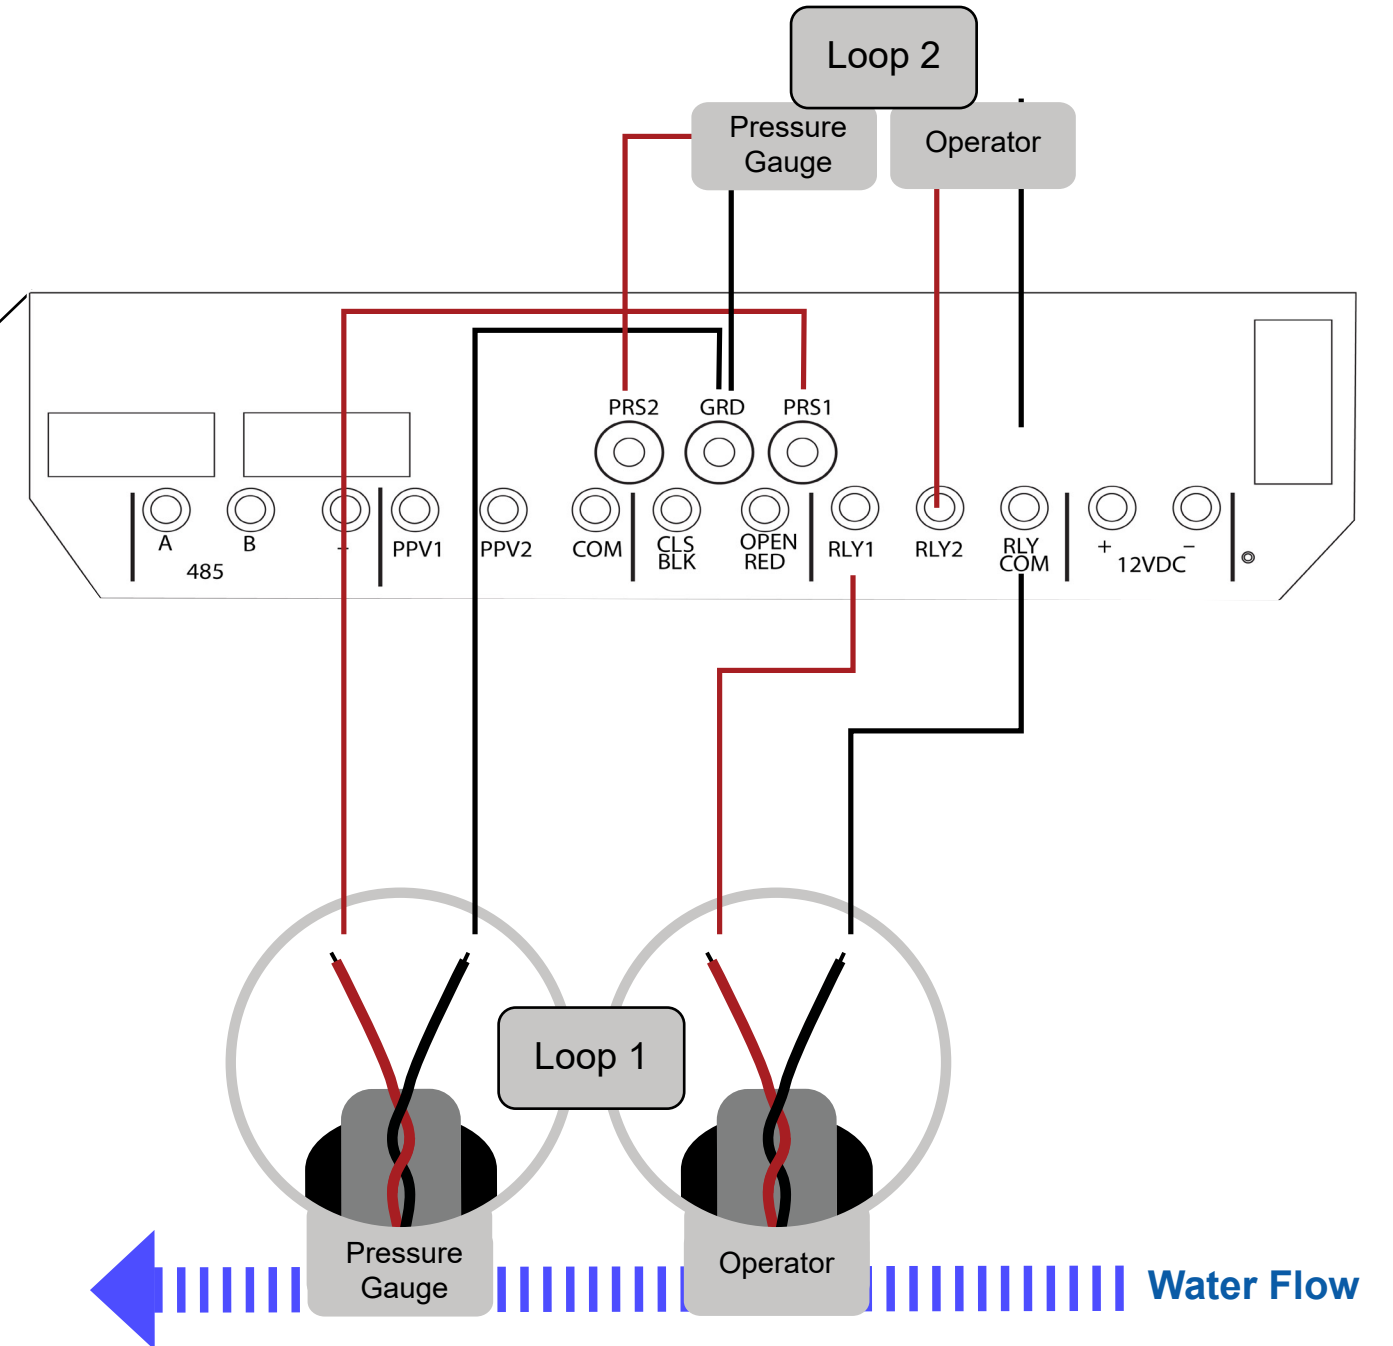 Loop 2
Pressure
Gauge
Operator
PRS2
GRD
PRS1
A
B
–
PPV1
PPV2
COM
CLS
BLK
OPEN
RED
RLY1
RLY2
RLY
COM
+
–
12VDC
485
Loop 1
Pressure
Gauge
Operator
Water Flow